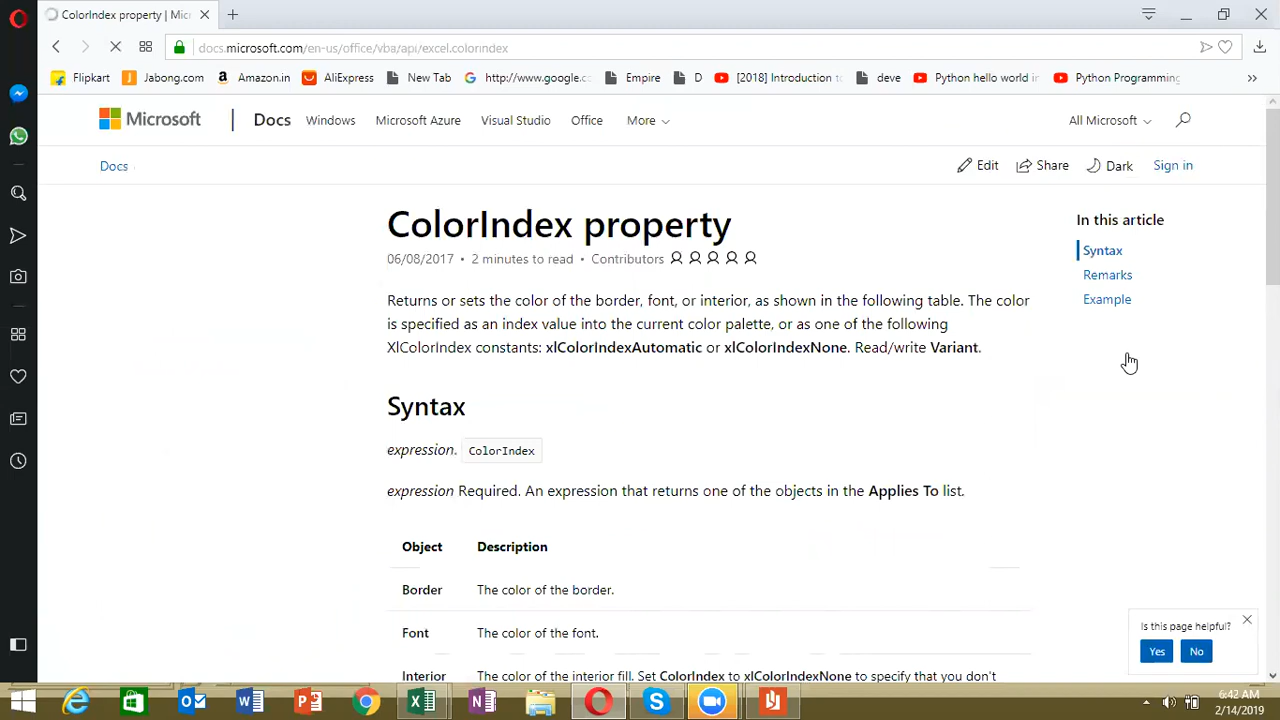 ColorIndex property | Mic
docs.microsoft.com/en-us/office/vba/api/excel.colorindex
Flipkart Jabong.com Amazon.in AliExpress New Tab http://www.google.c Empire D [2018] Introduction to deve Python hello world in Python Programming
Microsoft Docs Windows Microsoft Azure Visual Studio Office More All Microsoft
Docs Edit Share Dark Sign in
ColorIndex property
06/08/2017 • 2 minutes to read • Contributors
Returns or sets the color of the border, font, or interior, as shown in the following table. The color
is specified as an index value into the current color palette, or as one of the following
XlColorIndex constants: xlColorIndexAutomatic or xlColorIndexNone. Read/write Variant.
Syntax
expression. ColorIndex
expression Required. An expression that returns one of the objects in the Applies To list.
Object Description
Border The color of the border.
Font The color of the font.
Interior The color of the interior fill. Set ColorIndex to xlColorIndexNone to specify that you don't
In this article
Syntax
Remarks
Example
Is this page helpful?
Yes No
6:42 AM
2/14/2019